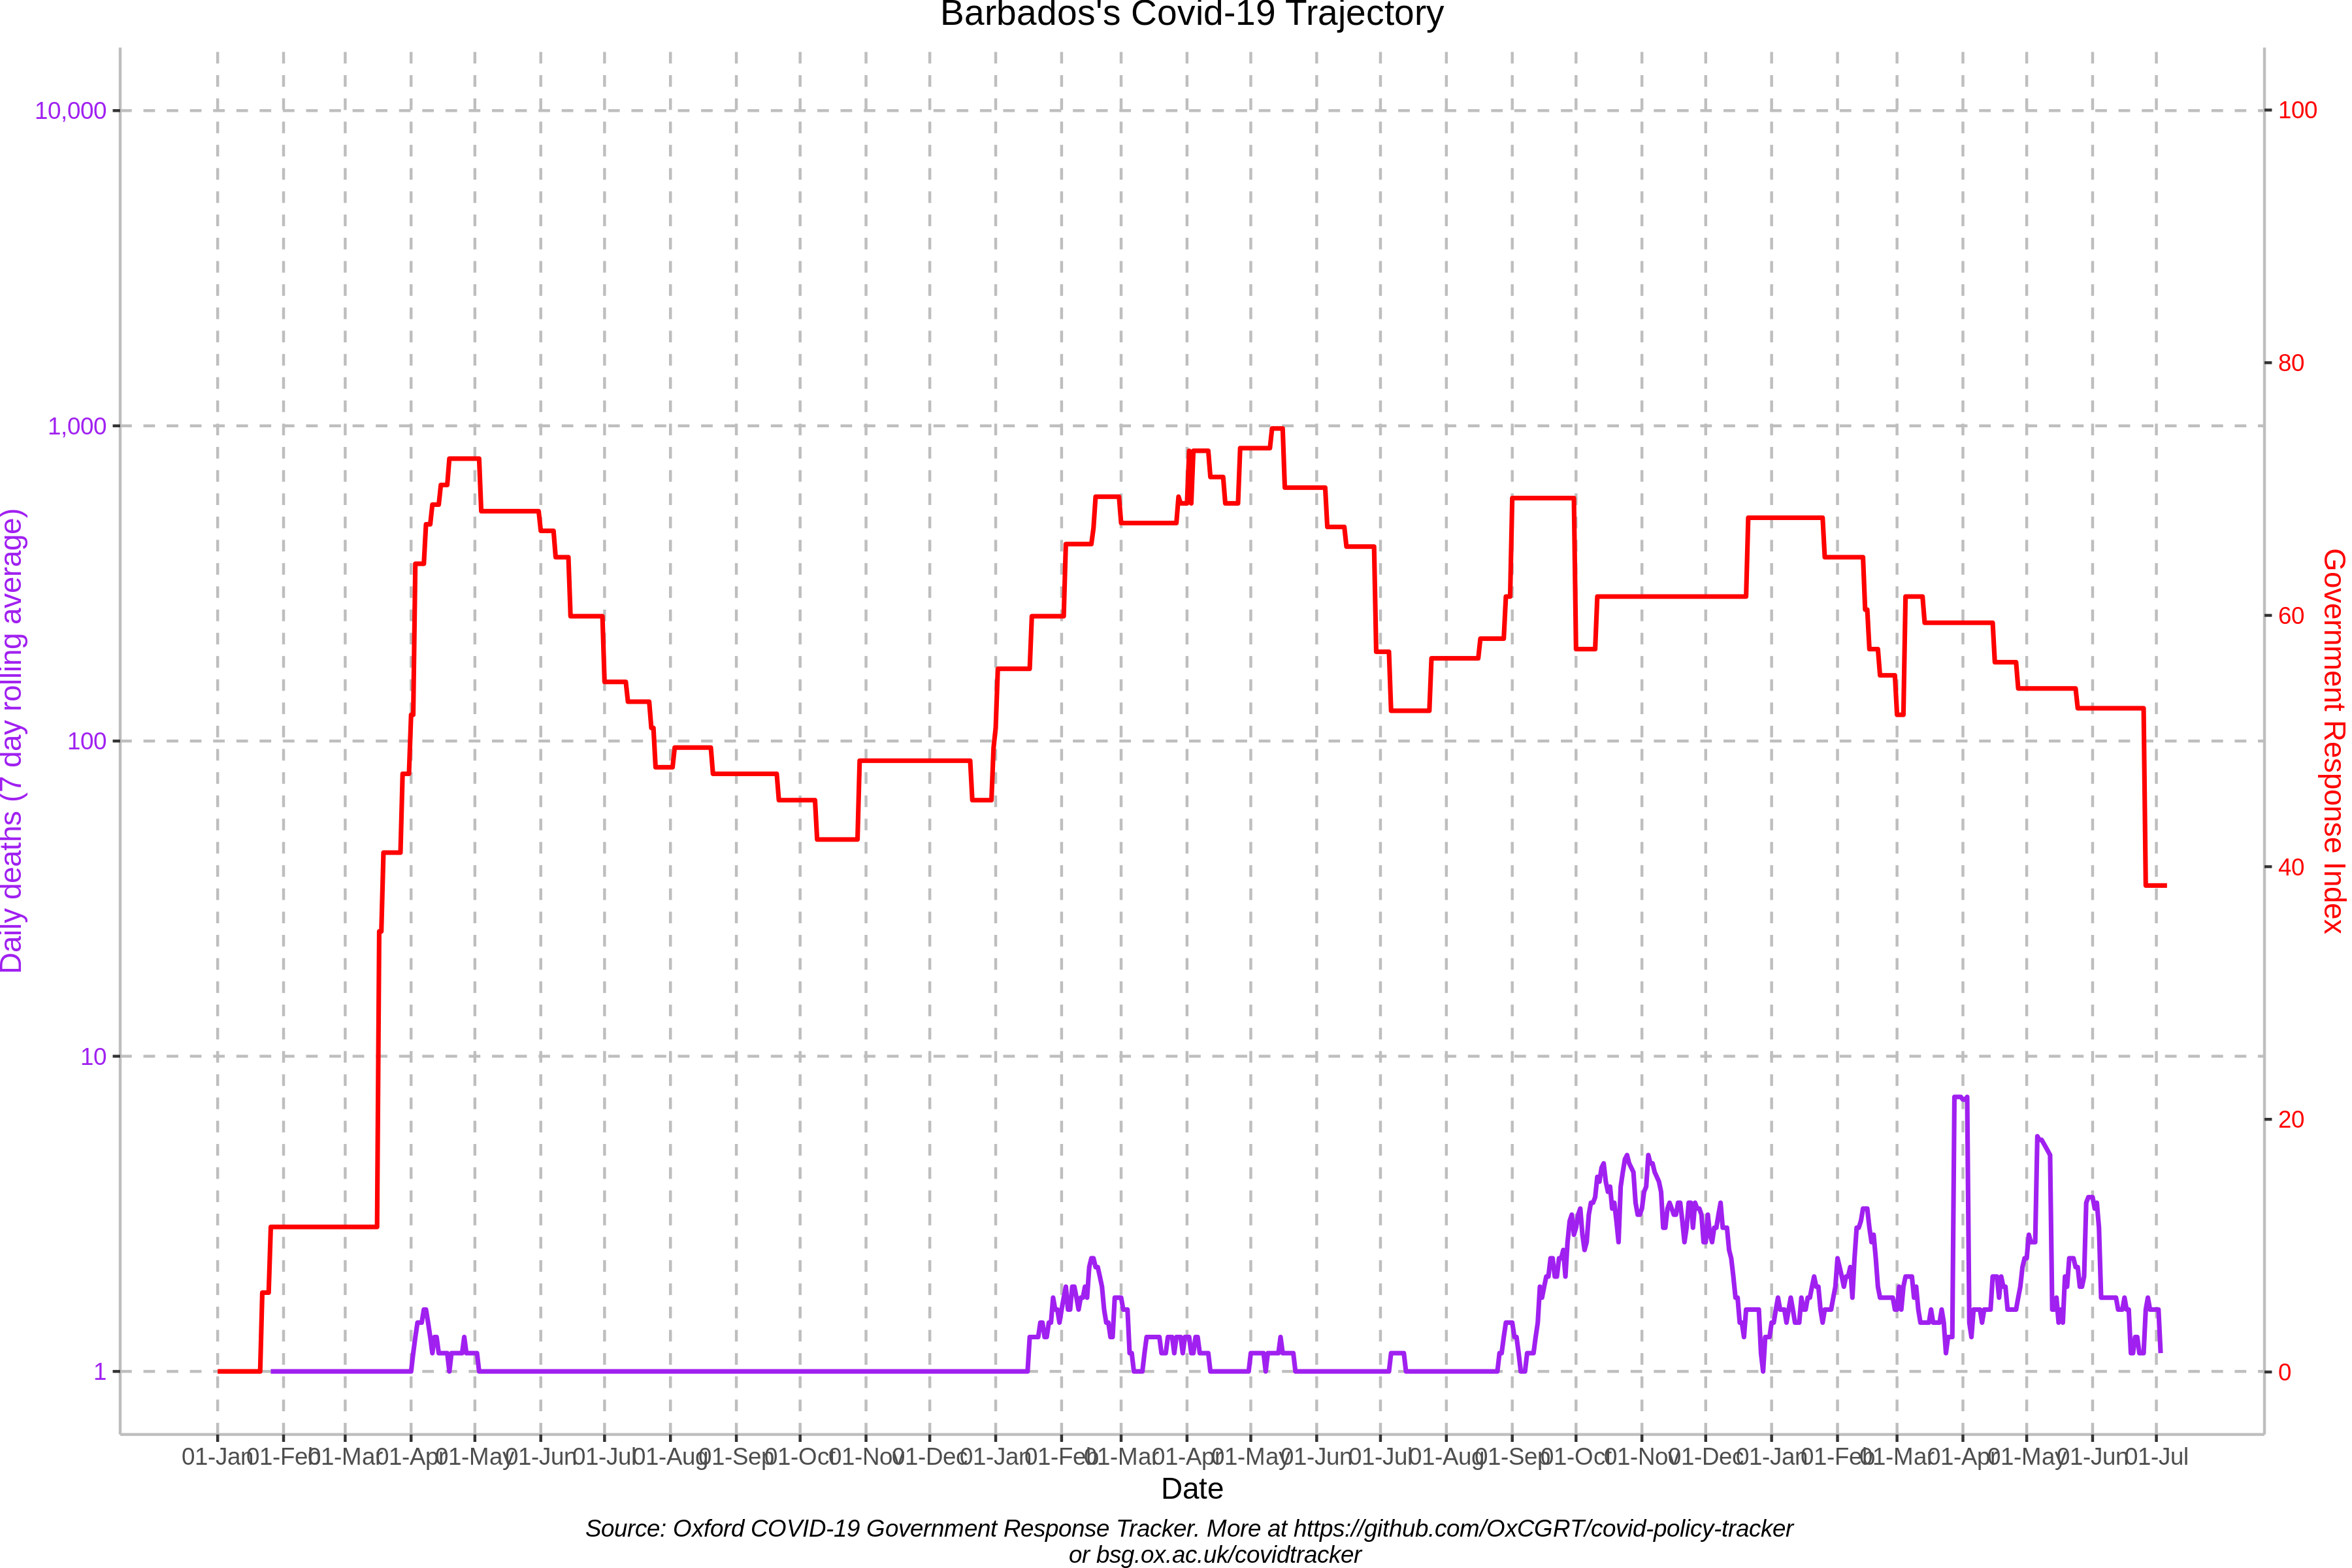 Barbados's Covid-19 Trajectory
10,000
1,000
100
10
1
Daily deaths (7 day rolling average)
100
80
60
40
20
0
Government Response Index
01-Jan 01-Feb 01-Mar 01-Apr 01-May 01-Jun 01-Jul 01-Aug 01-Sep 01-Oct 01-Nov 01-Dec 01-Jan 01-Feb 01-Mar 01-Apr 01-May 01-Jun 01-Jul 01-Aug 01-Sep 01-Oct 01-Nov 01-Dec 01-Jan 01-Feb 01-Mar 01-Apr 01-May 01-Jun 01-Jul
Date
Source: Oxford COVID-19 Government Response Tracker. More at https://github.com/OxCGRT/covid-policy-tracker
or bsg.ox.ac.uk/covidtracker